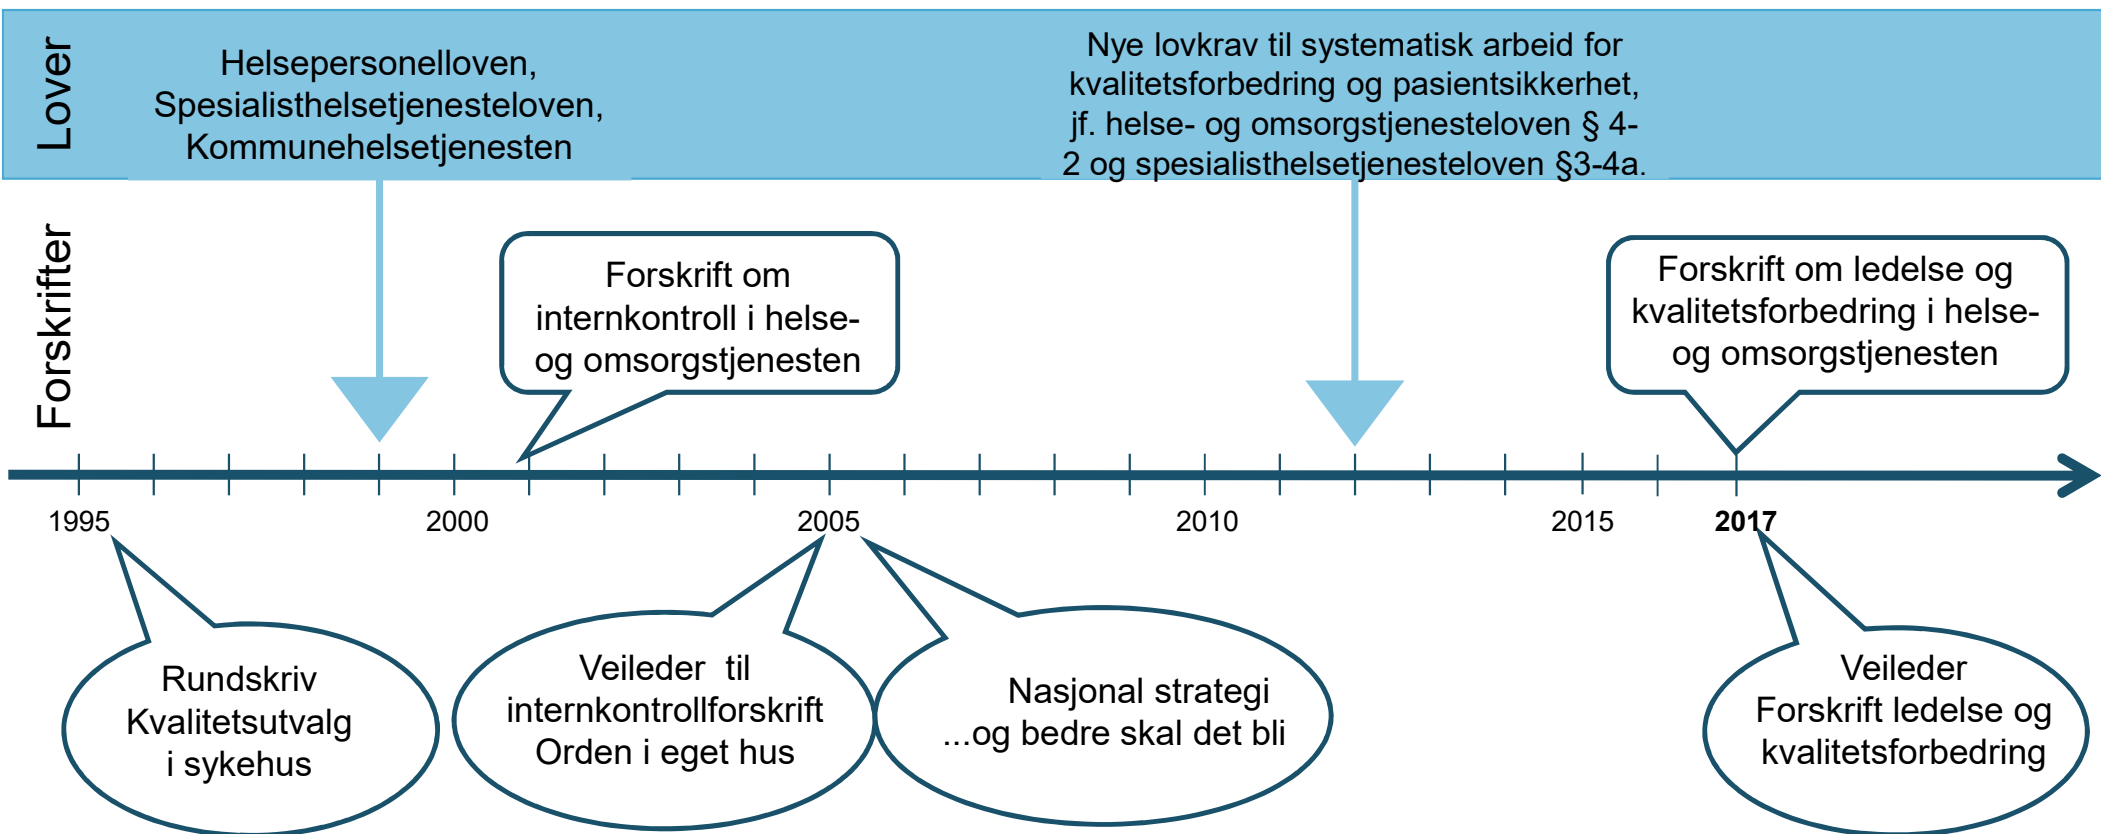 Lover
Helsepersonelloven,
Spesialisthelsetjenesteloven,
Kommunehelsetjenesten
Nye lovkrav til systematisk arbeid for
kvalitetsforbedring og pasientsikkerhet,
jf. helse- og omsorgstjenesteloven § 4-
2 og spesialisthelsetjenesteloven §3-4a.
Forskrifter
Forskrift om
internkontroll i helse-
og omsorgstjenesten
Forskrift om ledelse og
kvalitetsforbedring i helse-
og omsorgstjenesten
1995
2000
2005
2010
2015
2017
Rundskriv
Kvalitetsutvalg
i sykehus
Veileder til
internkontrollforskrift
Orden i eget hus
Nasjonal strategi
...og bedre skal det bli
Veileder
Forskrift ledelse og
kvalitetsforbedring